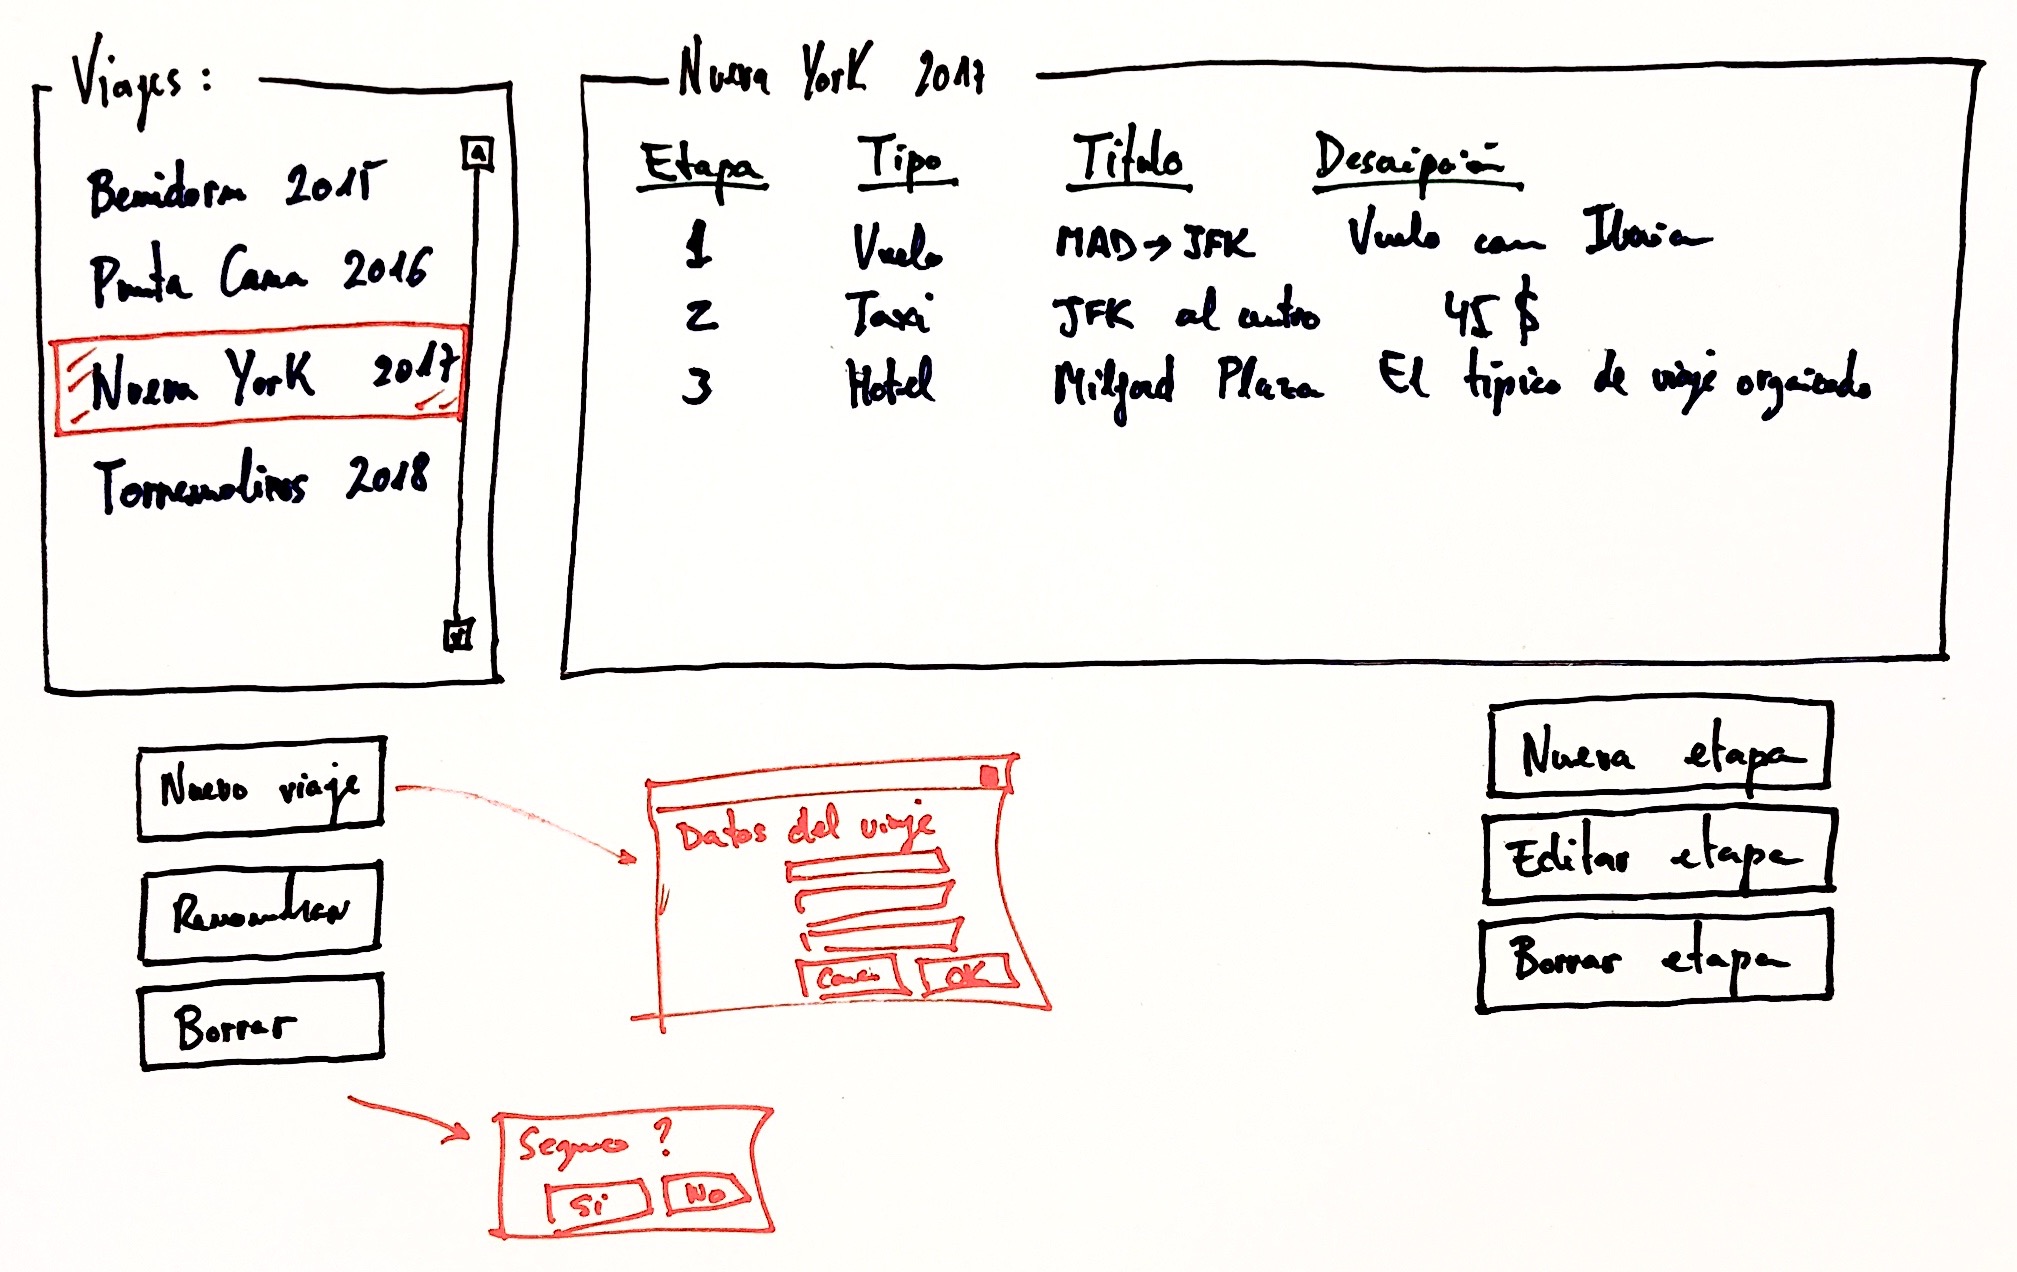 Viajes:
Benidorm 2015
Punta Cana 2016
Nueva York 2017
Torremolinos 2018
Nuevo viaje
Renombrar
Borrar
Nueva York 2017
Etapa Tipo Titulo Descripción
1 Vuelo MAD→JFK Vuelo con Iberia
2 Taxi JFK al centro 45 $
3 Hotel Milford Plaza El típico de viaje organizado
Nueva etapa
Editar etapa
Borrar etapa
Datos del viaje
OK
Seguro ?
Si No